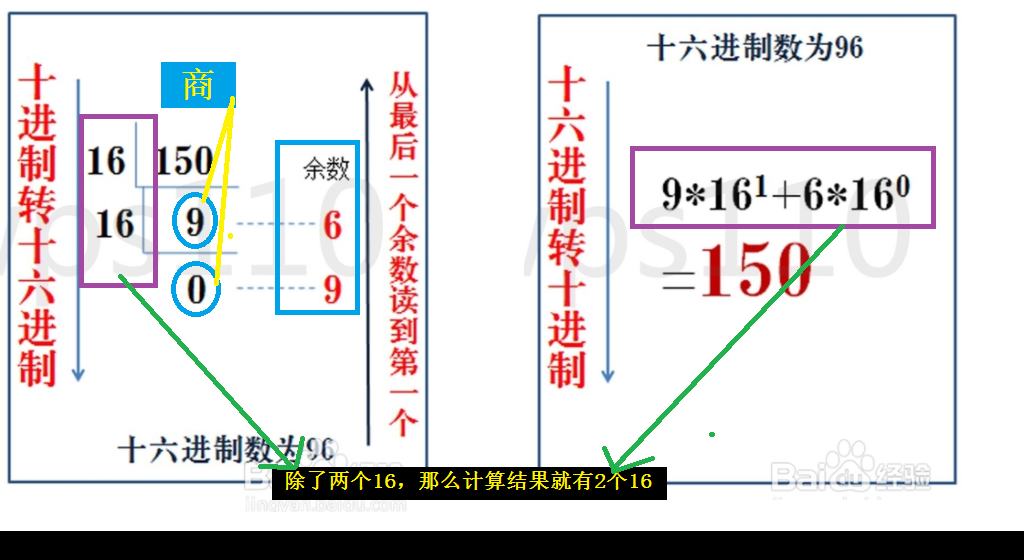 十进制转十六进制
商
16 150
余数
16 9 6
0 9
从最后一个余数读到第一个
十六进制数为96
十六进制数为96
十六进制转十进制
9*16¹+6*16⁰
=150
除了两个16，那么计算结果就有2个16
Baidu经验
jingyan.baidu.com